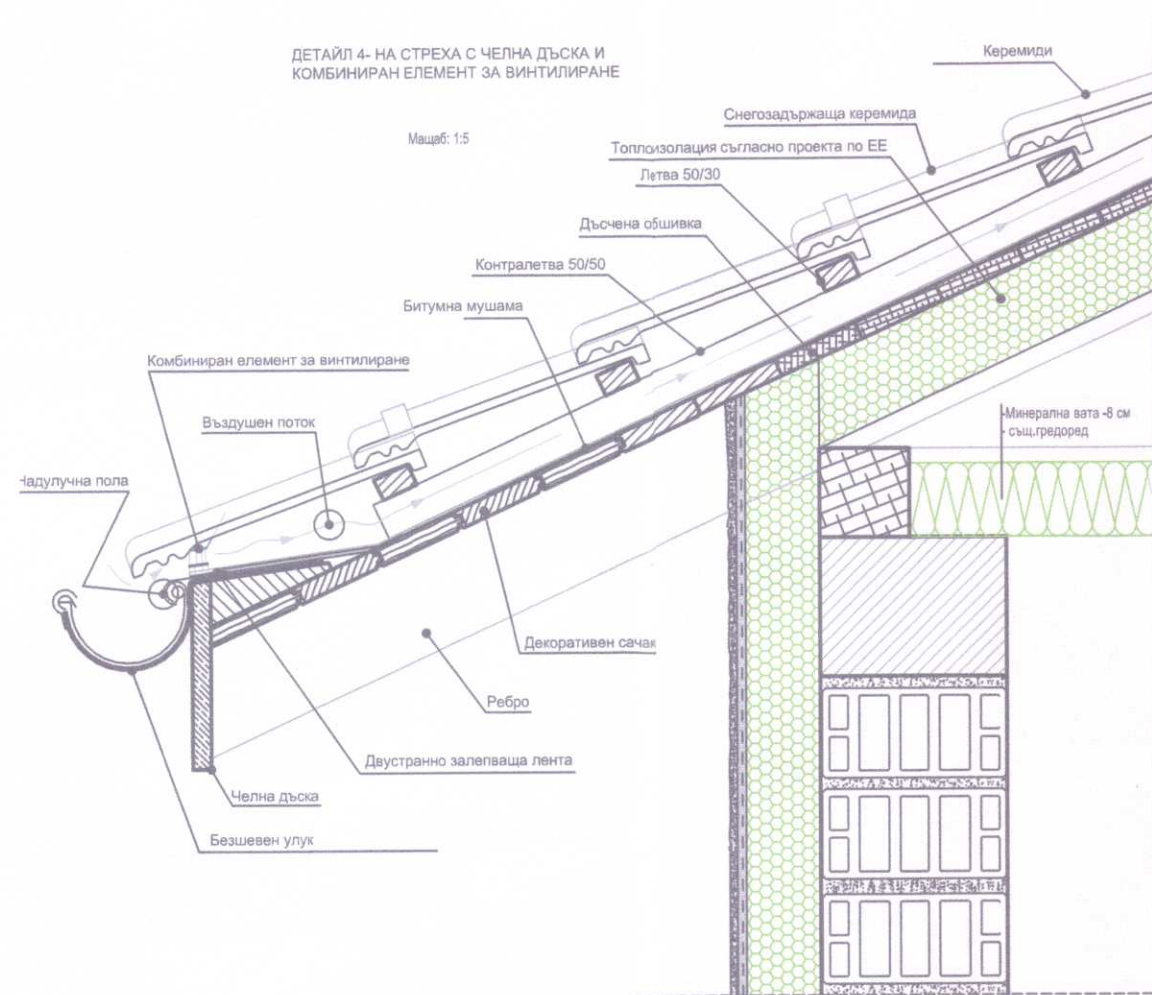 ДЕТАЙЛ 4- НА СТРЕХА С ЧЕЛНА ДЪСКА И
КОМБИНИРАН ЕЛЕМЕНТ ЗА ВИНТИЛИРАНЕ
Мащаб: 1:5
Керемиди
Снегозадържаща керемида
Топлоизолация съгласно проекта по ЕЕ
Летва 50/30
Дъсчена обшивка
Контралетва 50/50
Битумна мушама
Комбиниран елемент за винтилиране
Въздушен поток
Надулучна пола
-Минерална вата -8 см
- същ.гредоред
Декоративен сачак
Ребро
Двустранно залепваща лента
Челна дъска
Безшевен улук